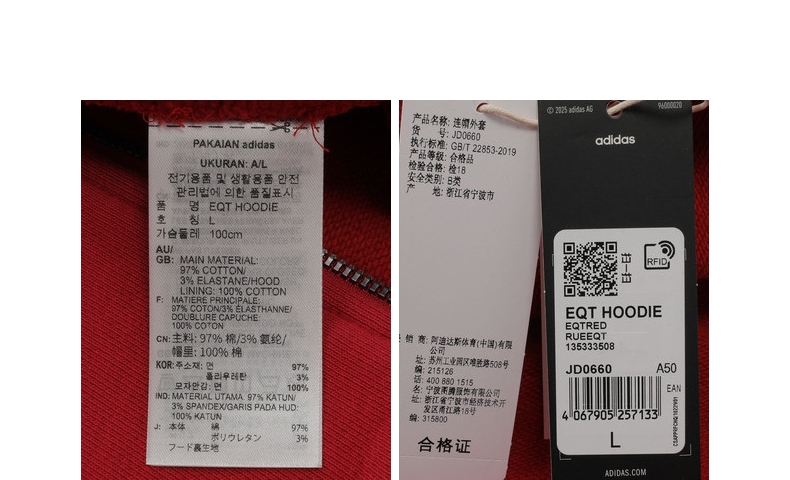 PAKAIAN adidas
UKURAN: A/L
전기용품 및 생활용품 안전
관리법에 의한 품질표시
품 명 EQT HOODIE
호 칭 L
가슴둘레 100cm
AU/
GB: MAIN MATERIAL:
97% COTTON/
3% ELASTANE/HOOD
LINING: 100% COTTON
F: MATIERE PRINCIPALE:
97% COTON/3% ÉLASTHANNE/
DOUBLURE CAPUCHE:
100% COTON
CN: 主料: 97% 棉/3% 氨纶/
帽里: 100% 棉
KOR: 주소재: 면 97%
폴리우레탄 3%
모자안감: 면 100%
IND: MATERIAL UTAMA: 97% KATUN/
3% SPANDEX/GARIS PADA HUD:
100% KATUN
J: 本体 綿 97%
ポリウレタン 3%
フード裏生地
产品名称: 连帽外套
货 号: JD0660
执行标准: GB/T 22853-2019
产品等级: 合格品
检验合格: 检18
安全类别: B类
产 地: 浙江省宁波市
经 销 商: 阿迪达斯体育(中国)有限
公司
址: 苏州工业园区唯胜路508号
编: 215126
话: 400 880 1515
名: 宁波图腾服饰有限公司
址: 浙江省宁波市经济技术开
发区甬江路18号
编: 315800
合格证
© 2025 adidas AG
96000020
adidas
RFID
EQT HOODIE
EQTRED
RUEEQT
135333508
JD0660 A50
EAN
4 067905 257133
L
ADIDAS.COM